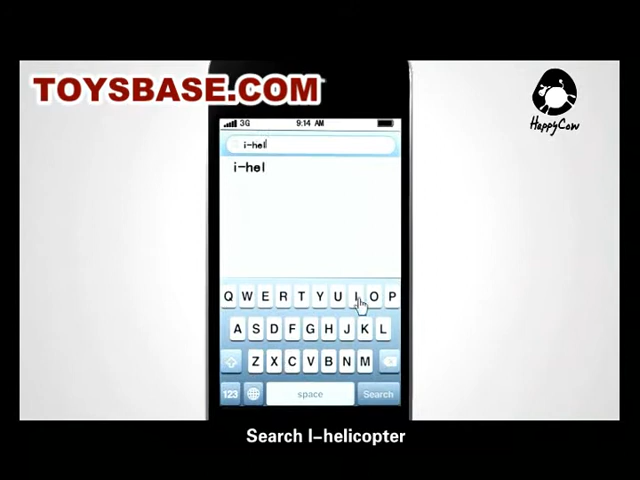 TOYSBASE.COM
HappyCow
3G 9:14 AM
i-hel
i-hel
Q W E R T Y U I O P
A S D F G H J K L
Z X C V B N M
123 space Search
Search I-helicopter